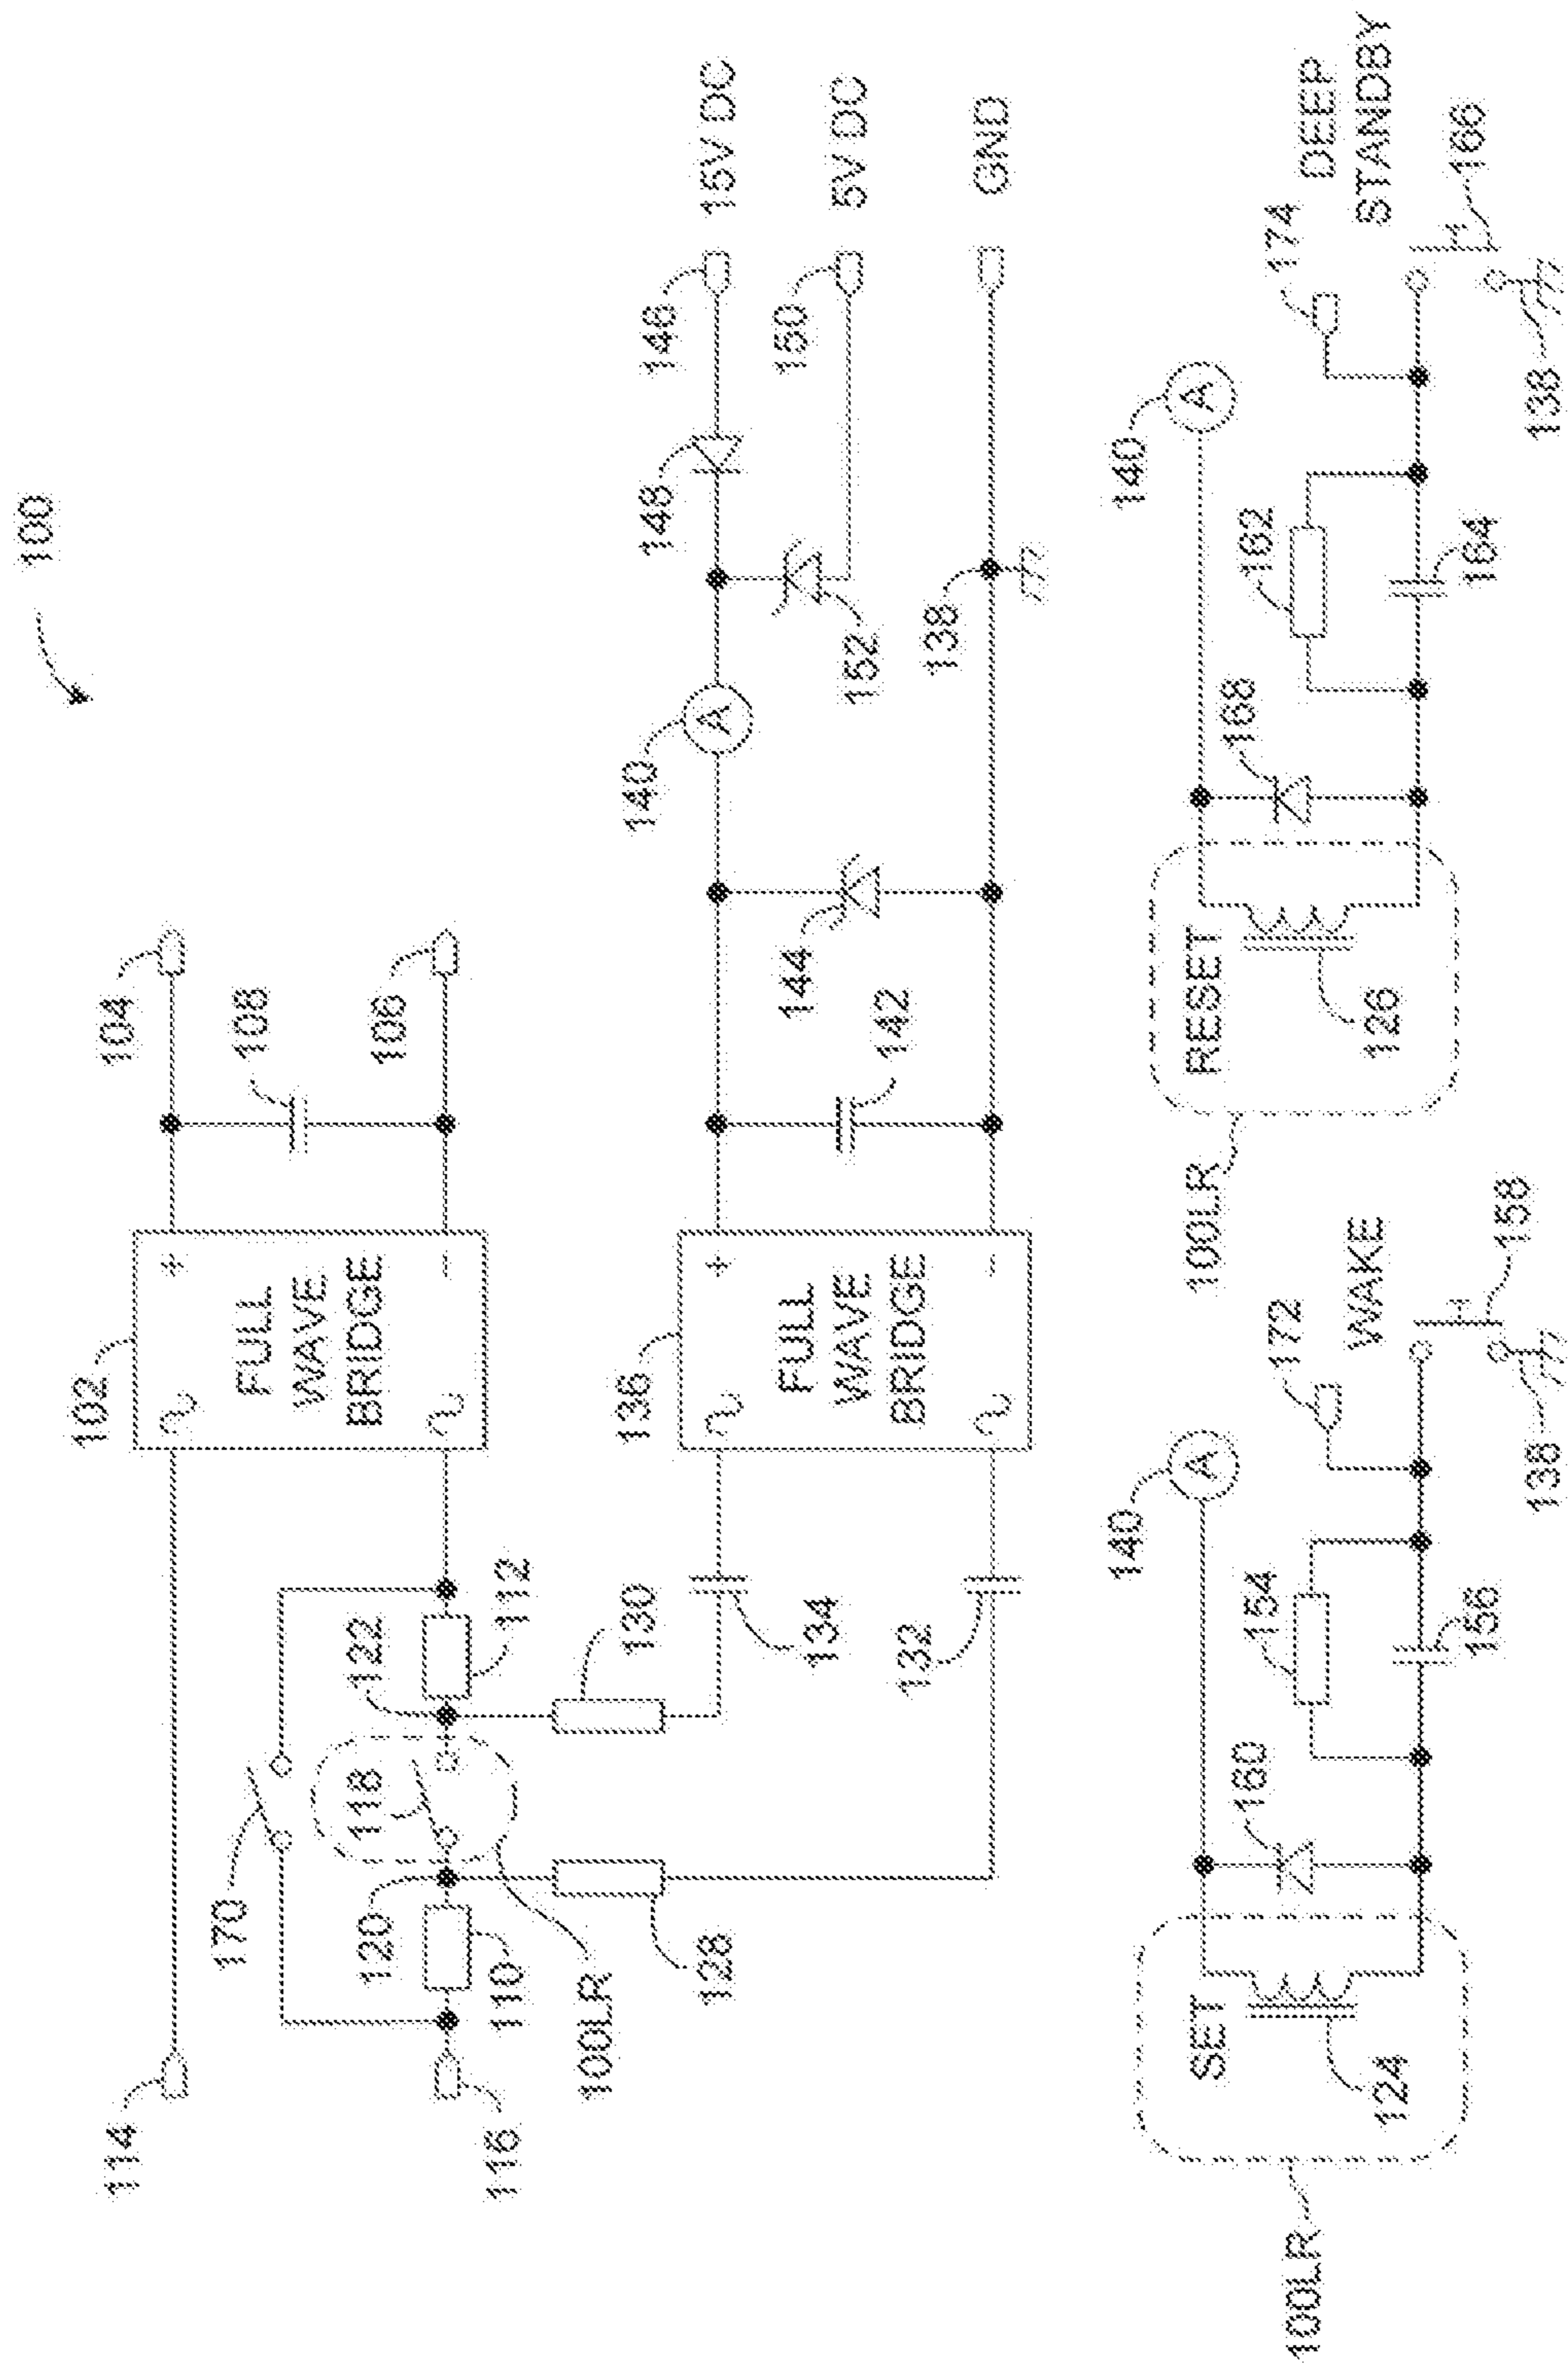 100
102
114
104
+
FULL
WAVE
BRIDGE
-
170
108
118
120
122
106
116
110
112
100LR
130
136
140
148
146
15V DC
128
+
FULL
WAVE
BRIDGE
-
134
144
150
A
5V DC
152
142
132
138
GND
140
A
140
A
SET
160
154
172
WAKE
100LR
RESET
168
162
174
DEEP
STANDBY
100LR
124
156
158
138
126
164
166
138